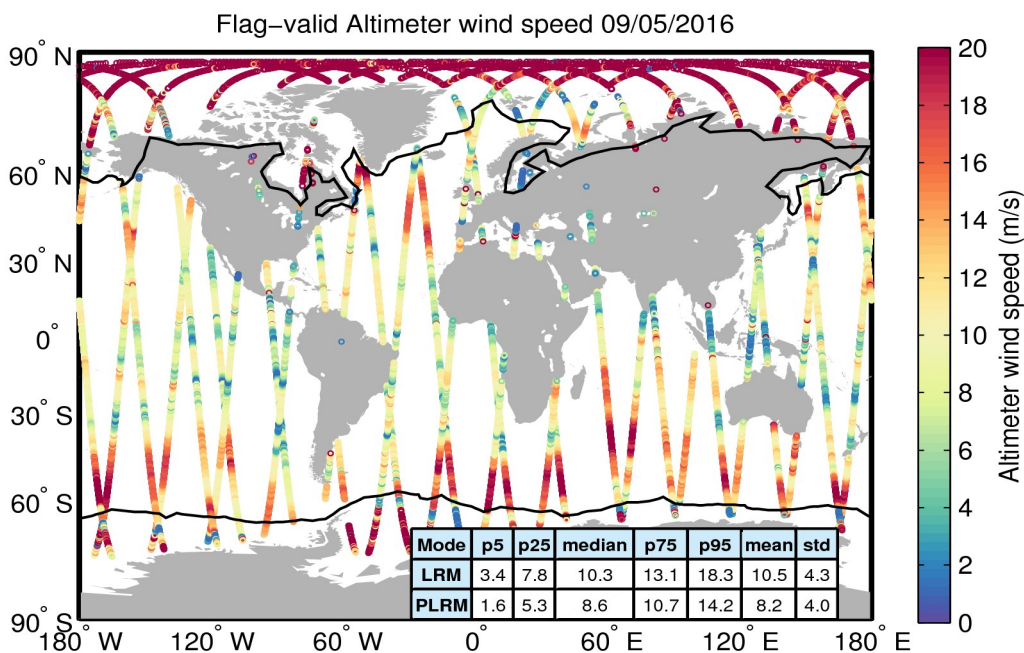 Flag−valid Altimeter wind speed 09/05/2016
90° N
60° N
30° N
0°
30° S
60° S
90° S
180° W
120° W
60° W
0°
60° E
120° E
180° E
Mode p5 p25 median p75 p95 mean std
LRM 3.4 7.8 10.3 13.1 18.3 10.5 4.3
PLRM 1.6 5.3 8.6 10.7 14.2 8.2 4.0
20
18
16
14
12
10
8
6
4
2
0
Altimeter wind speed (m/s)